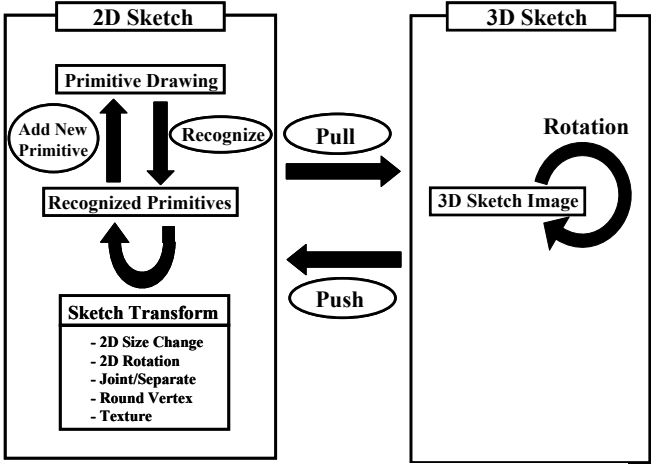 2D Sketch
Primitive Drawing
Add New
Primitive
Recognize
Recognized Primitives
Sketch Transform
- 2D Size Change
- 2D Rotation
- Joint/Separate
- Round Vertex
- Texture
Pull
Push
3D Sketch
Rotation
3D Sketch Image